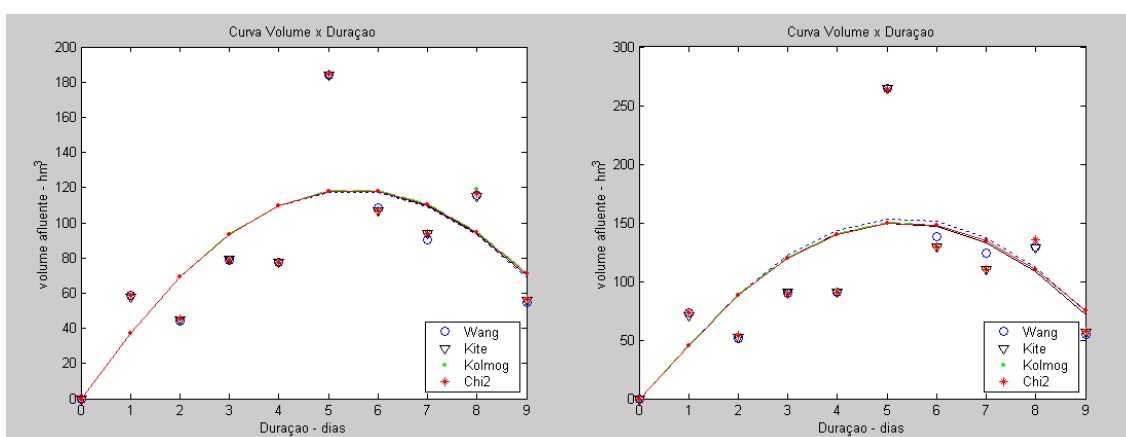 Curva Volume x Duraçao
200
180
160
140
120
100
80
60
40
20
0
volume afluente - hm³
0 1 2 3 4 5 6 7 8 9
Duraçao - dias
Wang
Kite
Kolmog
Chi2
Curva Volume x Duraçao
300
250
200
150
100
50
0
volume afluente - hm³
0 1 2 3 4 5 6 7 8 9
Duraçao - dias
Wang
Kite
Kolmog
Chi2